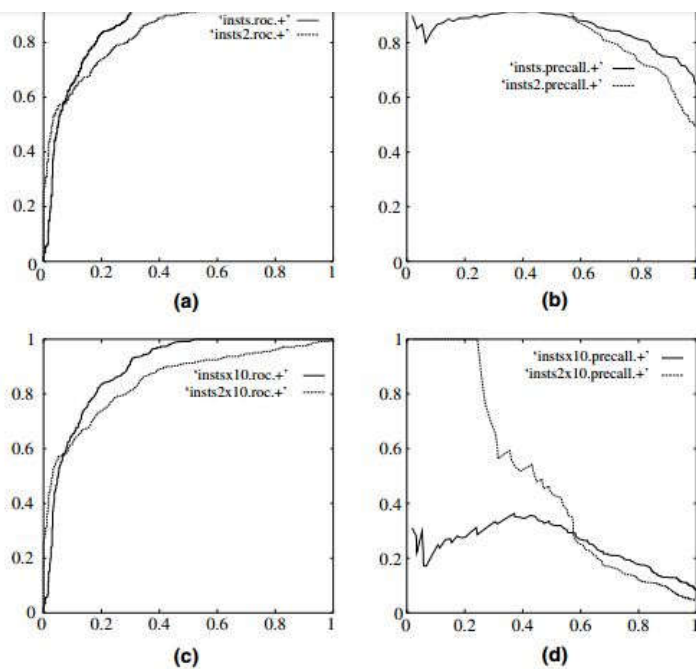 'insts.roc.+'
'insts2.roc.+'
0.8
0.6
0.4
0.2
0
0 0.2 0.4 0.6 0.8 1
(a)
'insts.precall.+'
'insts2.precall.+'
0.8
0.6
0.4
0.2
0
0 0.2 0.4 0.6 0.8 1
(b)
1
'instsx10.roc.+'
'insts2x10.roc.+'
0.8
0.6
0.4
0.2
0
0 0.2 0.4 0.6 0.8 1
(c)
1
'instsx10.precall.+'
'insts2x10.precall.+'
0.8
0.6
0.4
0.2
0
0 0.2 0.4 0.6 0.8 1
(d)